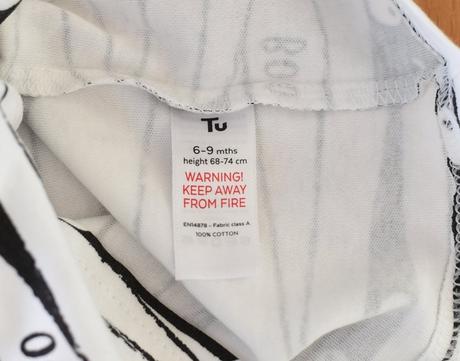 Tu
6-9 mths
height 68-74 cm
WARNING!
KEEP AWAY
FROM FIRE
EN14878 - Fabric class A
100% COTTON